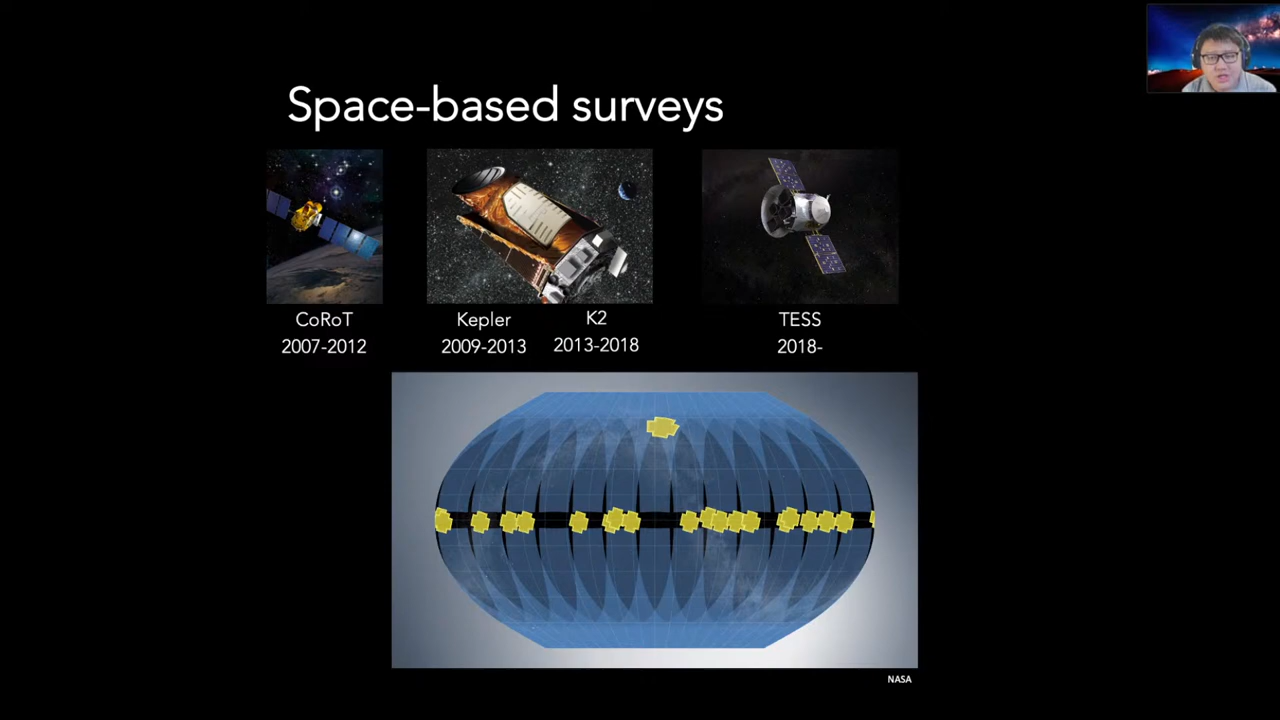 Space-based surveys
CoRoT
2007-2012
Kepler
2009-2013
K2
2013-2018
TESS
2018-
NASA